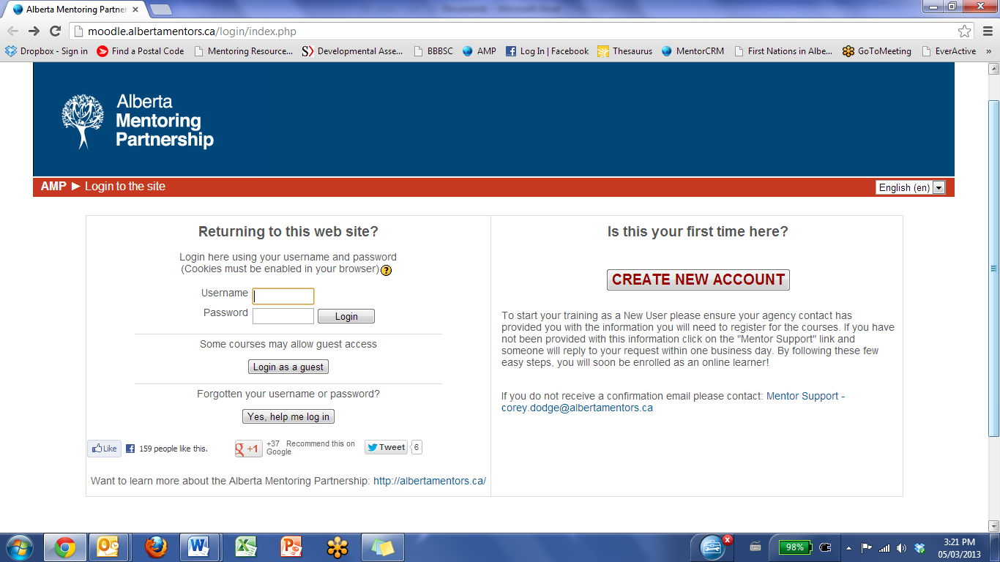 Alberta Mentoring Partner
moodle.albertamentors.ca/login/index.php
Dropbox - Sign in
Find a Postal Code
Mentoring Resource...
Developmental Asse...
BBBSC
AMP
Log In | Facebook
Thesaurus
MentorCRM
First Nations in Albe...
GoToMeeting
EverActive
»
Alberta
Mentoring
Partnership
AMP ► Login to the site
English (en)
Returning to this web site?
Login here using your username and password
(Cookies must be enabled in your browser) ?
Username
Password
Login
Some courses may allow guest access
Login as a guest
Forgotten your username or password?
Yes, help me log in
Like
159 people like this.
g +1
+37 Recommend this on
Google
Tweet
6
Want to learn more about the Alberta Mentoring Partnership: http://albertamentors.ca/
Is this your first time here?
CREATE NEW ACCOUNT
To start your training as a New User please ensure your agency contact has
provided you with the information you will need to register for the courses. If you have
not been provided with this information click on the "Mentor Support" link and
someone will reply to your request within one business day. By following these few
easy steps, you will soon be enrolled as an online learner!
If you do not receive a confirmation email please contact: Mentor Support -
corey.dodge@albertamentors.ca
98%
3:21 PM
05/03/2013